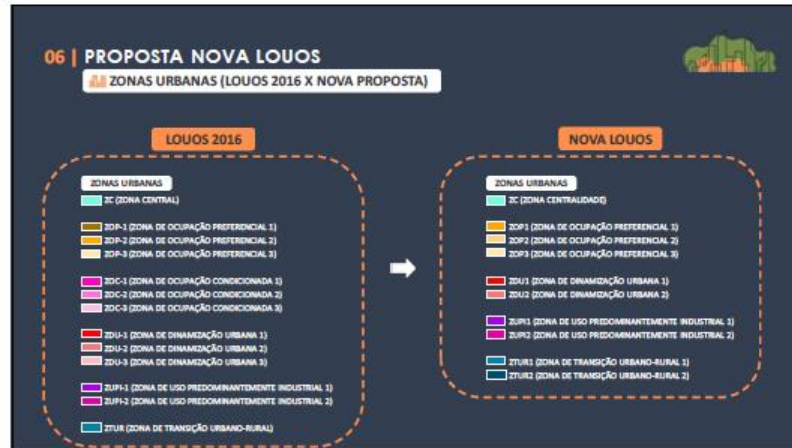 06 | PROPOSTA NOVA LOUOS
ZONAS URBANAS (LOUOS 2016 X NOVA PROPOSTA)
LOUOS 2016
ZONAS URBANAS
ZC (ZONA CENTRAL)
ZOP-1 (ZONA DE OCUPAÇÃO PREFERENCIAL 1)
ZOP-2 (ZONA DE OCUPAÇÃO PREFERENCIAL 2)
ZOP-3 (ZONA DE OCUPAÇÃO PREFERENCIAL 3)
ZOC-1 (ZONA DE OCUPAÇÃO CONDICIONADA 1)
ZOC-2 (ZONA DE OCUPAÇÃO CONDICIONADA 2)
ZOC-3 (ZONA DE OCUPAÇÃO CONDICIONADA 3)
ZDU-1 (ZONA DE DINAMIZAÇÃO URBANA 1)
ZDU-2 (ZONA DE DINAMIZAÇÃO URBANA 2)
ZDU-3 (ZONA DE DINAMIZAÇÃO URBANA 3)
ZUPI-1 (ZONA DE USO PREDOMINANTEMENTE INDUSTRIAL 1)
ZUPI-2 (ZONA DE USO PREDOMINANTEMENTE INDUSTRIAL 2)
ZTUR (ZONA DE TRANSIÇÃO URBANO-RURAL)
NOVA LOUOS
ZONAS URBANAS
ZC (ZONA CENTRALIDADE)
ZOP1 (ZONA DE OCUPAÇÃO PREFERENCIAL 1)
ZOP2 (ZONA DE OCUPAÇÃO PREFERENCIAL 2)
ZOP3 (ZONA DE OCUPAÇÃO PREFERENCIAL 3)
ZDU1 (ZONA DE DINAMIZAÇÃO URBANA 1)
ZDU2 (ZONA DE DINAMIZAÇÃO URBANA 2)
ZUPI1 (ZONA DE USO PREDOMINANTEMENTE INDUSTRIAL 1)
ZUPI2 (ZONA DE USO PREDOMINANTEMENTE INDUSTRIAL 2)
ZTUR1 (ZONA DE TRANSIÇÃO URBANO-RURAL 1)
ZTUR2 (ZONA DE TRANSIÇÃO URBANO-RURAL 2)